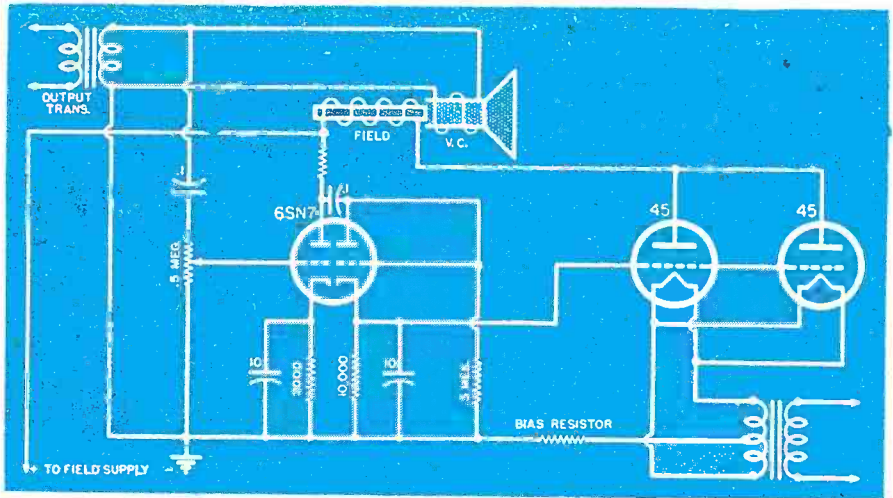 OUTPUT
TRANS.
FIELD
V.C.
.1
.1
6SN7
45
45
.5 MEG.
10
3000
10,000
10
.5 MEG.
BIAS RESISTOR
+ TO FIELD SUPPLY -